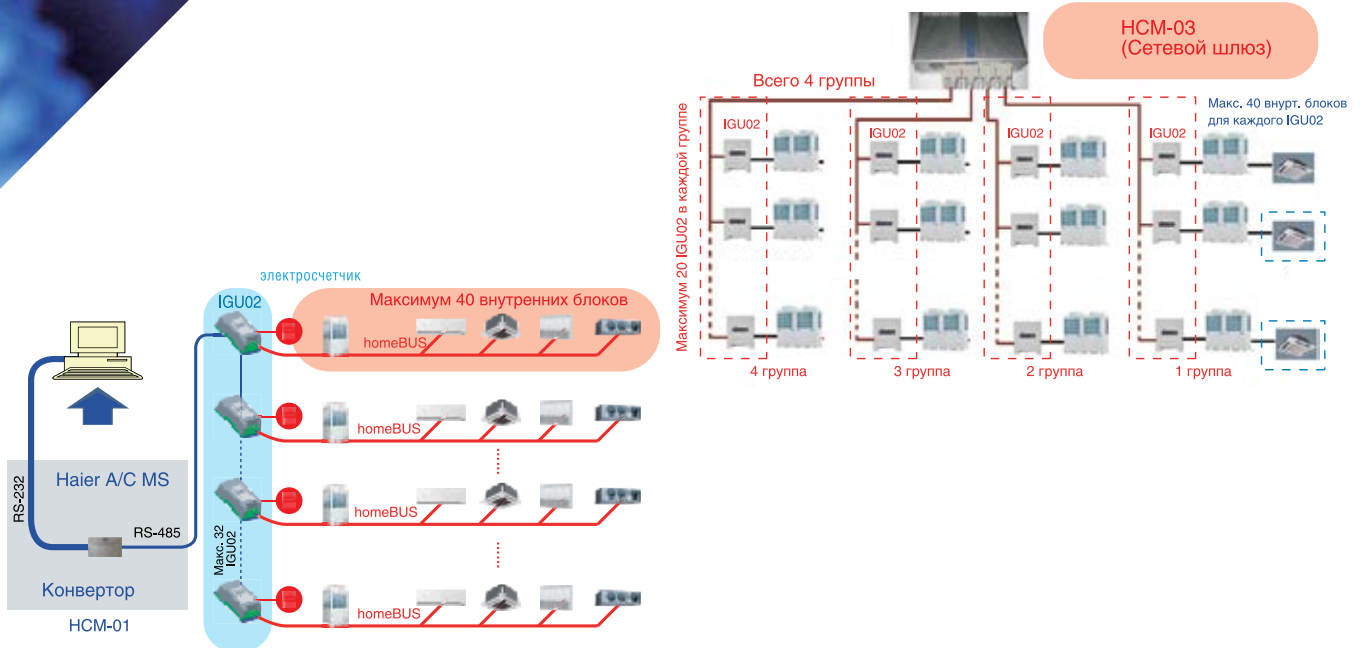 HCM-03
(Сетевой шлюз)
Всего 4 группы
Макс. 40 внурт. блоков
для каждого IGU02
IGU02
IGU02
IGU02
IGU02
Максимум 20 IGU02 в каждой группе
4 группа
3 группа
2 группа
1 группа
электросчетчик
IGU02
Максимум 40 внутренних блоков
homeBUS
homeBUS
homeBUS
homeBUS
Haier A/C MS
RS-232
RS-485
Макс. 32
IGU02
Конвертор
HCM-01